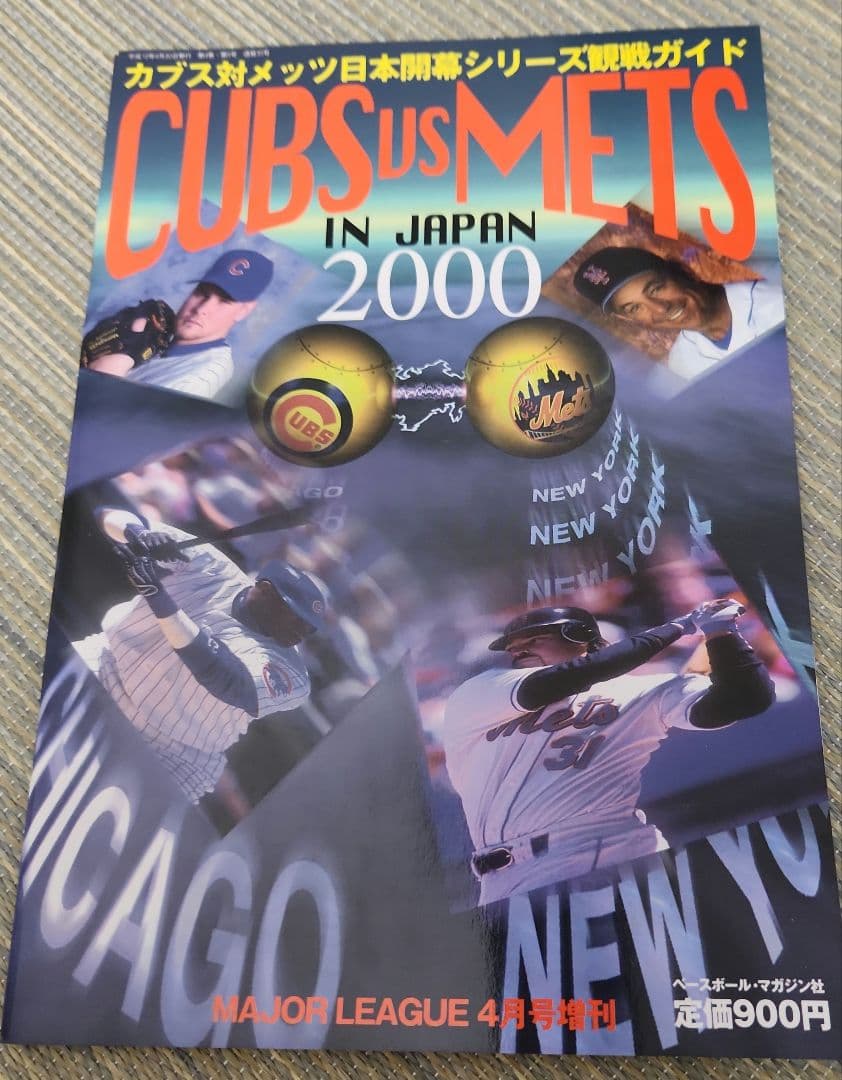 カブス対メッツ日本開幕シリーズ観戦ガイド
CUBS VS METS
IN JAPAN
2000
C
CUBS
Mets
CHICAGO
NEW YORK
NEW YORK
NEW YORK
Mets
31
CHICAGO
NEW YO
MAJOR LEAGUE 4月号増刊
ベースボール・マガジン社
定価900円